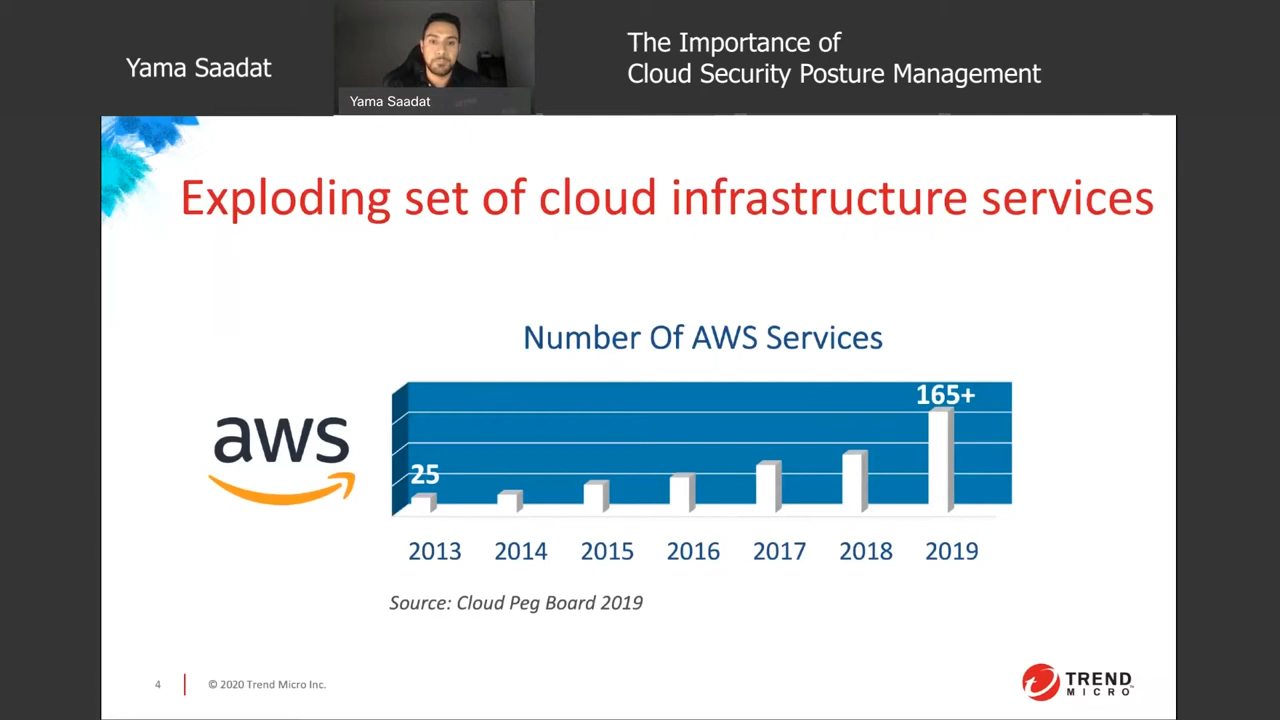 Yama Saadat
Yama Saadat
The Importance of
Cloud Security Posture Management
Exploding set of cloud infrastructure services
Number Of AWS Services
aws
25
165+
2013 2014 2015 2016 2017 2018 2019
Source: Cloud Peg Board 2019
4
© 2020 Trend Micro Inc.
TREND
MICRO™